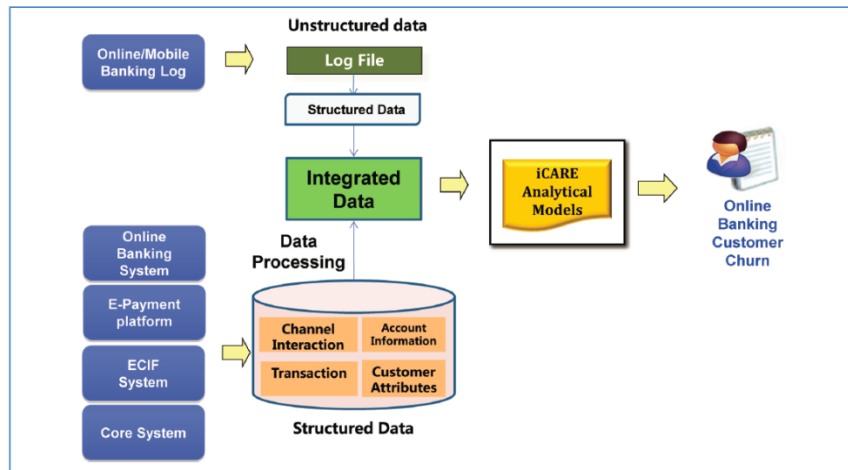 Unstructured data
Online/Mobile
Banking Log
Log File
Structured Data
Integrated
Data
iCARE
Analytical
Models
Online
Banking
Customer
Churn
Data
Processing
Online
Banking
System
E-Payment
platform
ECIF
System
Core System
Channel
Interaction
Account
Information
Transaction
Customer
Attributes
Structured Data